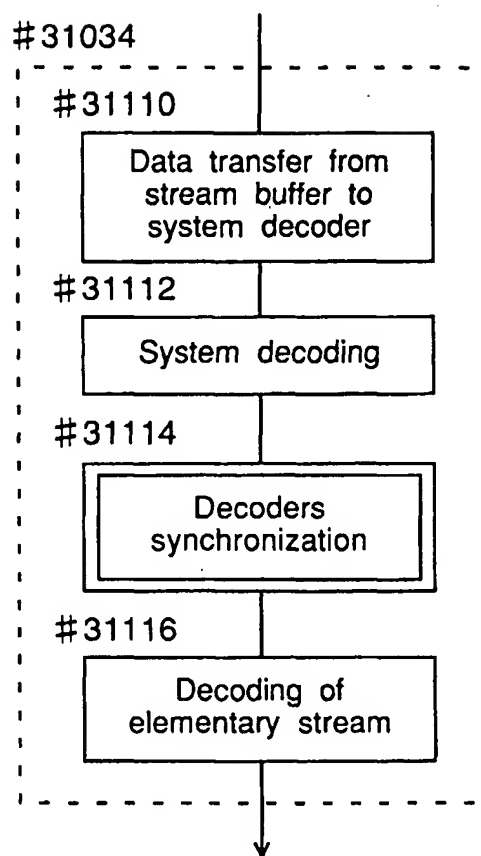 #31034
#31110
Data transfer from
stream buffer to
system decoder
#31112
System decoding
#31114
Decoders
synchronization
#31116
Decoding of
elementary stream